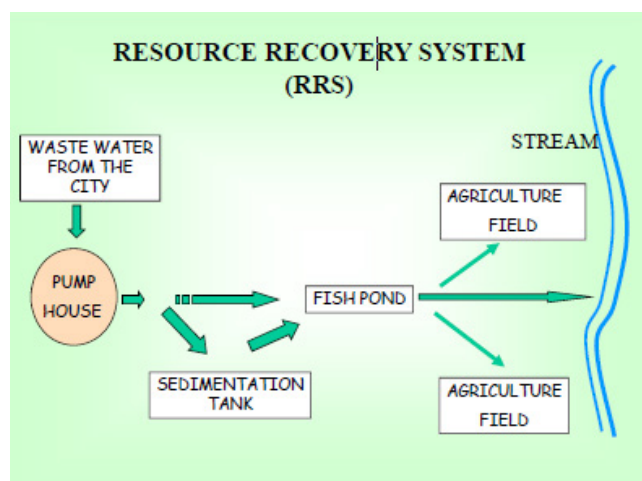 RESOURCE RECOVERY SYSTEM
(RRS)
STREAM
WASTE WATER
FROM THE
CITY
AGRICULTURE
FIELD
PUMP
HOUSE
FISH POND
SEDIMENTATION
TANK
AGRICULTURE
FIELD